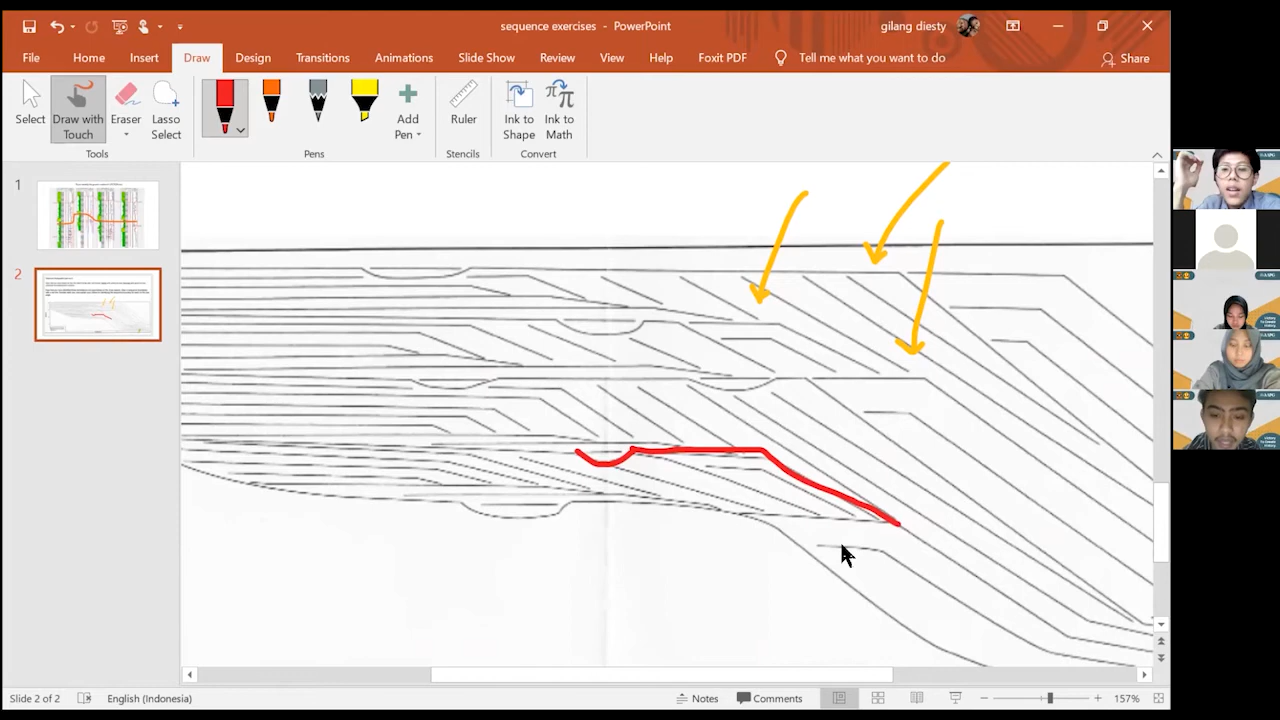 sequence exercises - PowerPoint
gilang diesty
File Home Insert Draw Design Transitions Animations Slide Show Review View Help Foxit PDF Tell me what you want to do Share
Select
Draw with Touch
Eraser
Lasso Select
Add Pen
Ruler
Ink to Shape
Ink to Math
Tools Pens Stencils Convert
1
2
Slide 2 of 2 English (Indonesia) Notes Comments 157%